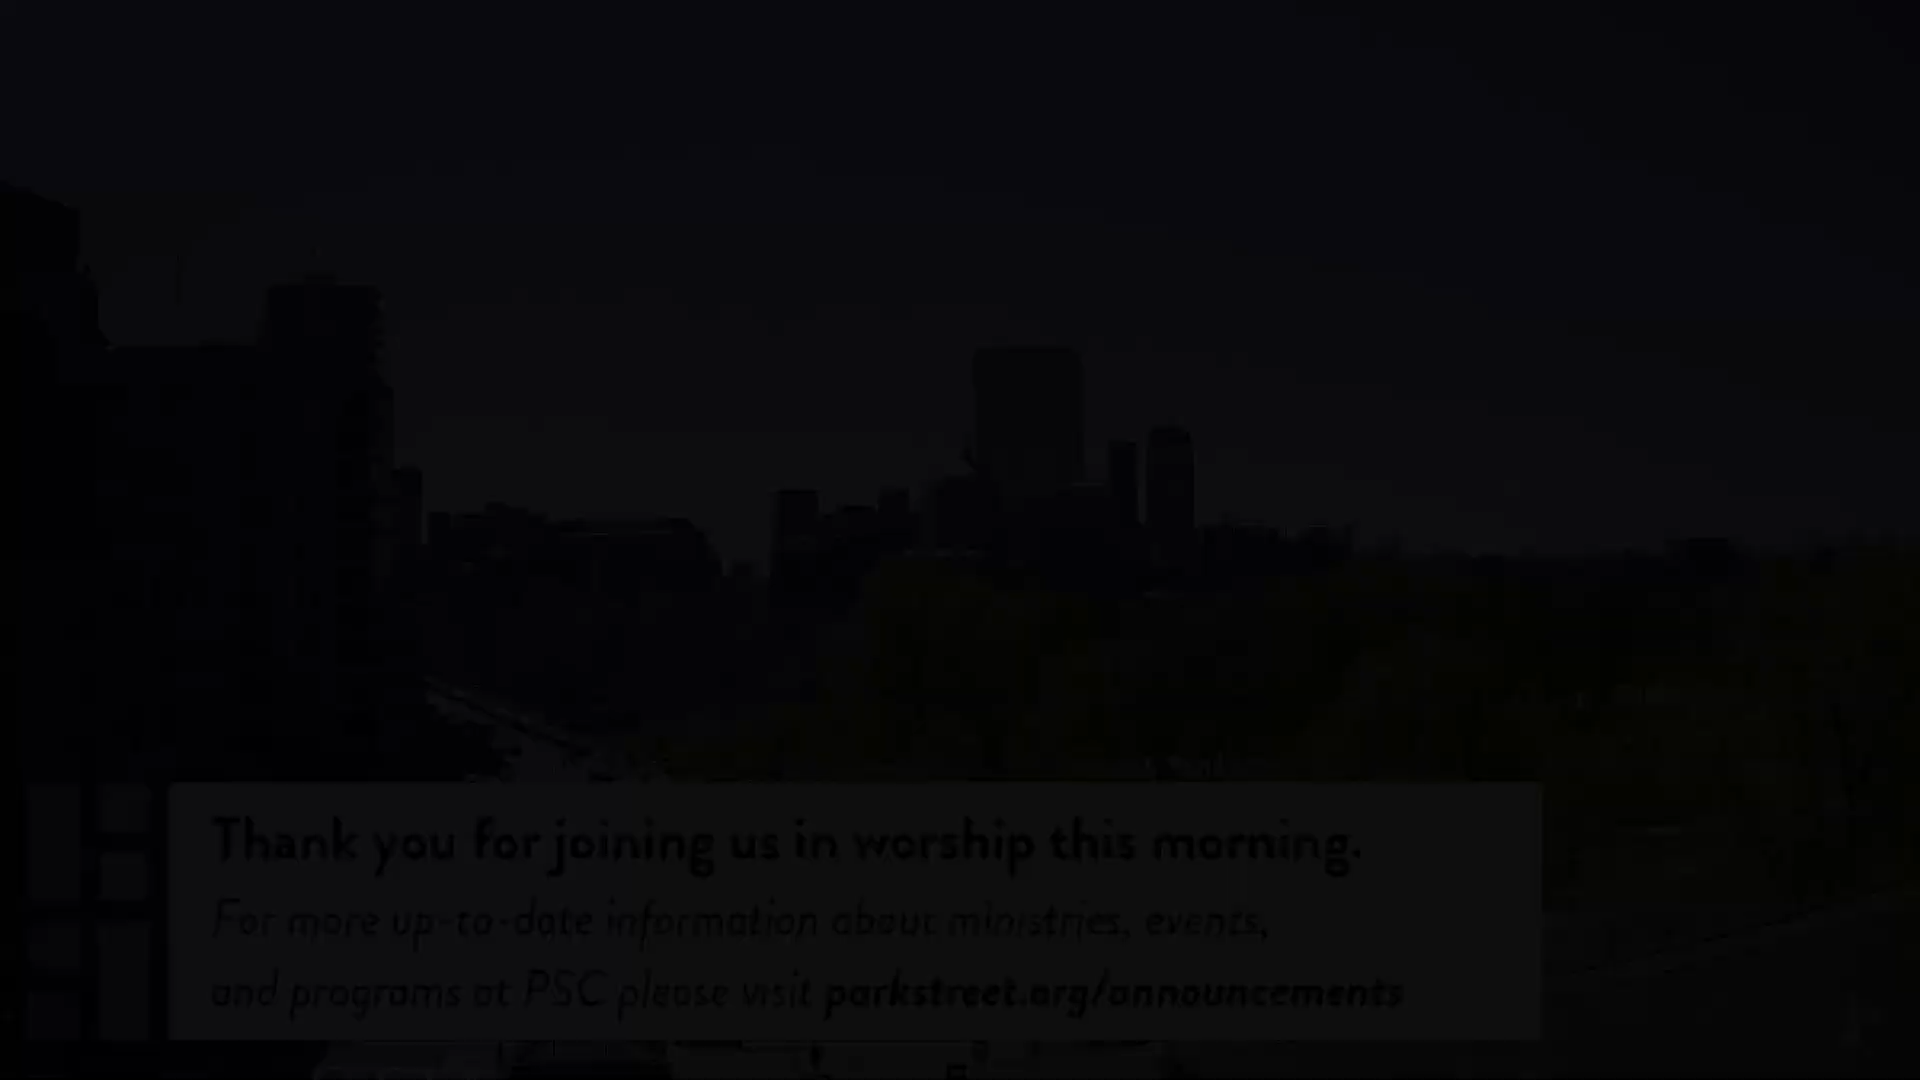 Thank you for joining us in worship this morning.
For more up-to-date information about ministries, events,
and programs at PSC please visit parkstreet.org/announcements